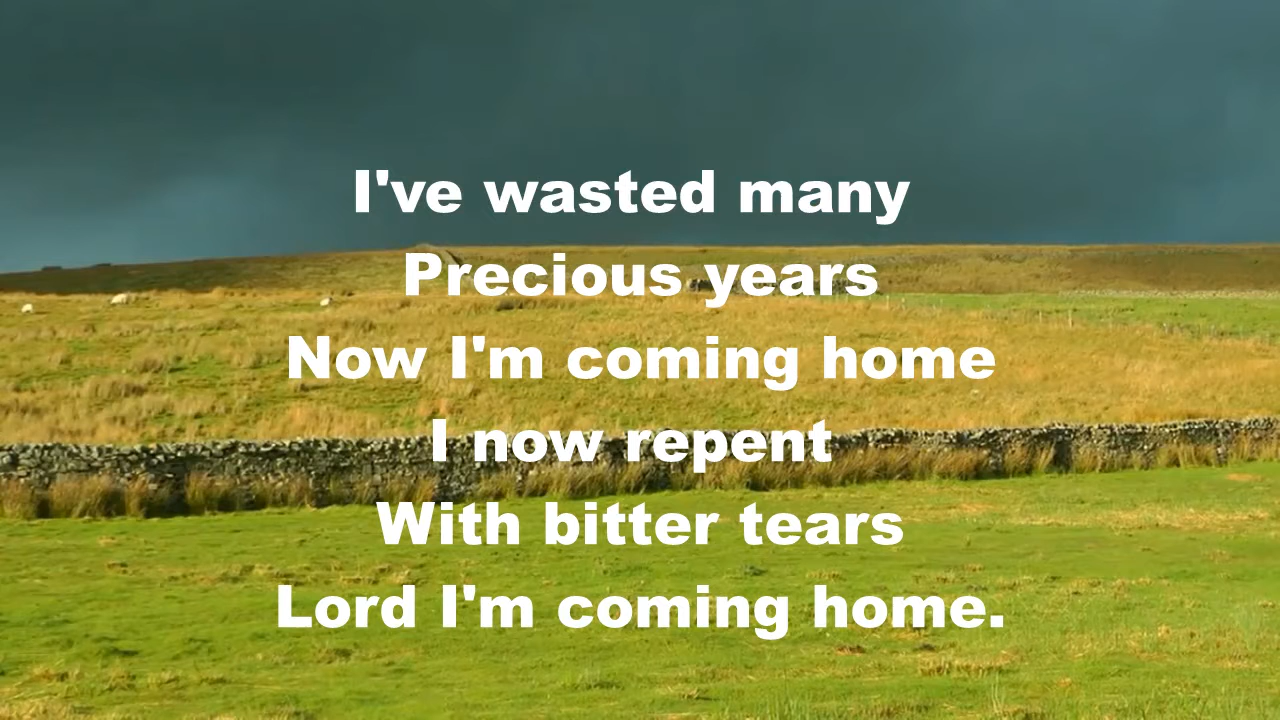 I've wasted many
Precious years
Now I'm coming home
I now repent
With bitter tears
Lord I'm coming home.